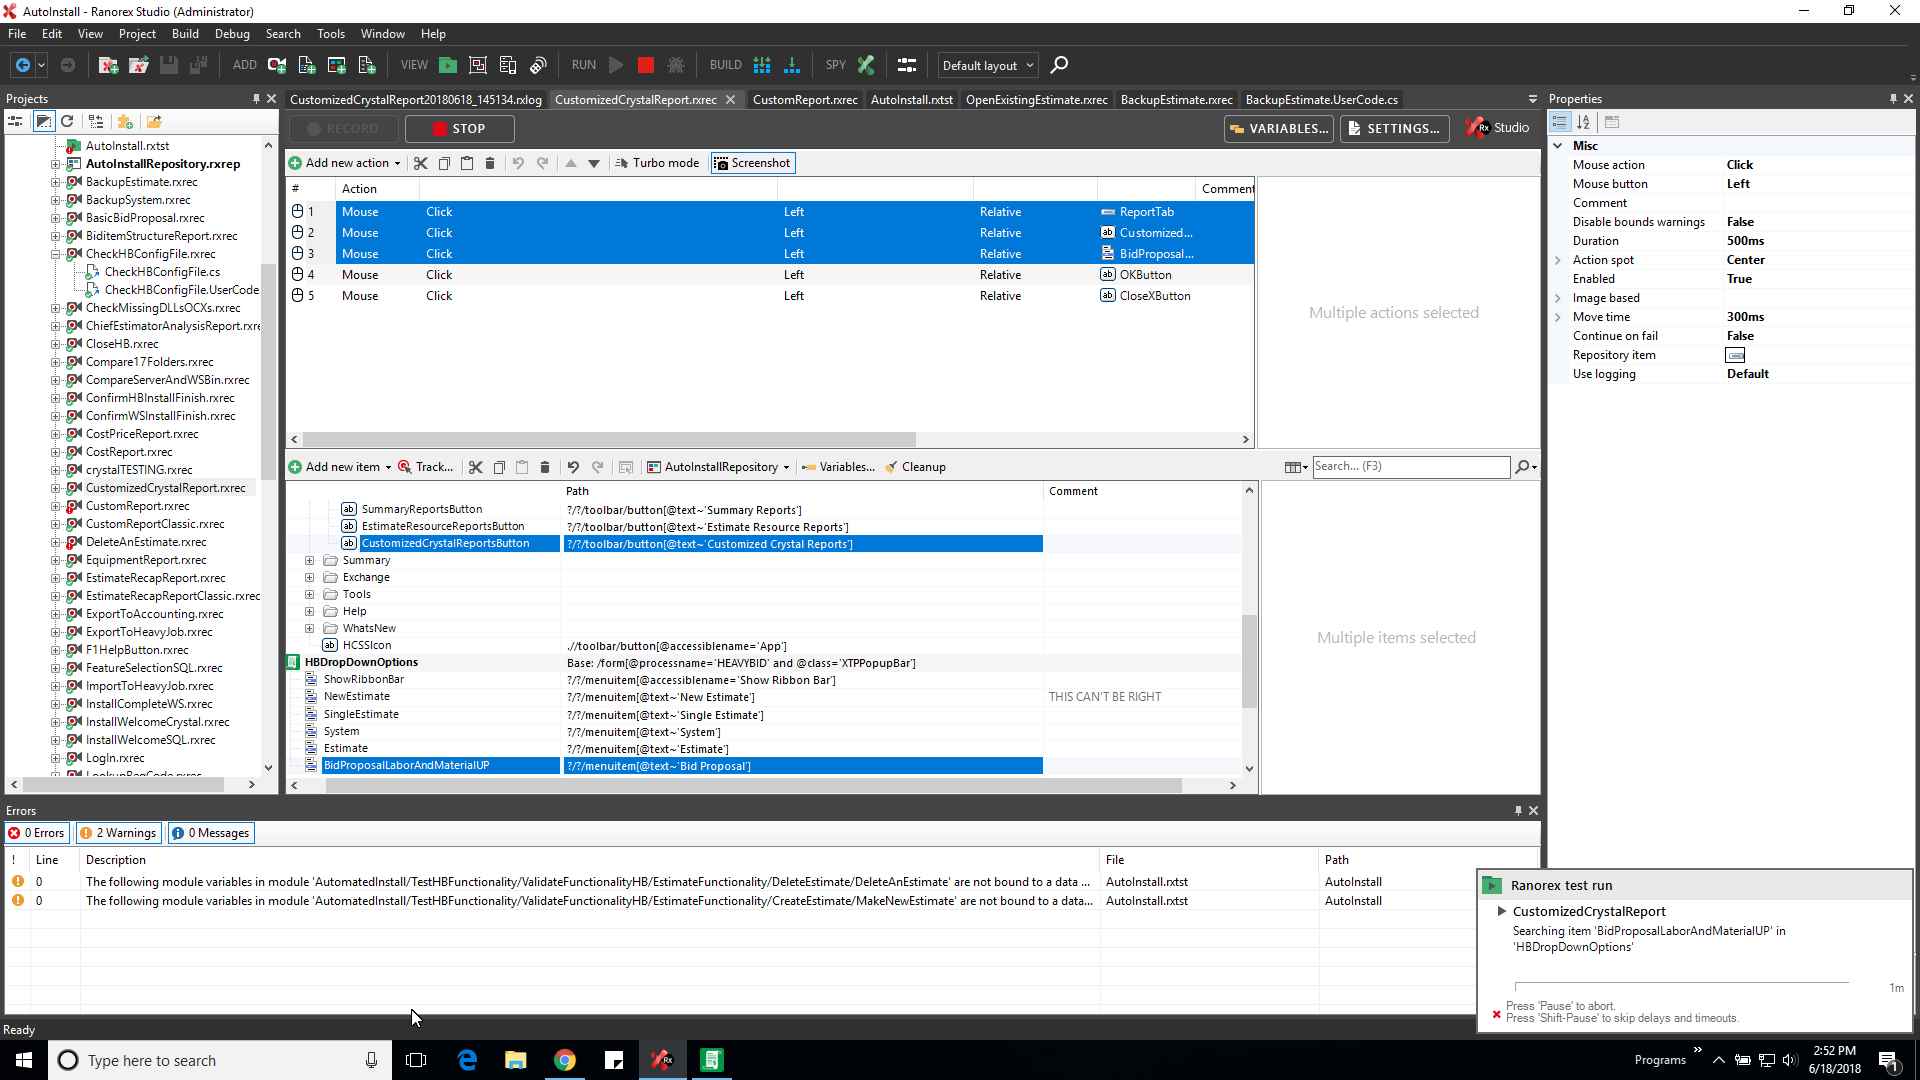 AutoInstall - Ranorex Studio (Administrator)
File Edit View Project Build Debug Search Tools Window Help
ADD VIEW RUN BUILD SPY Default layout
Projects
CustomizedCrystalReport20180618_145134.rxlog CustomizedCrystalReport.rxrec CustomReport.rxrec AutoInstall.rxtst OpenExistingEstimate.rxrec BackupEstimate.rxrec BackupEstimate.UserCode.cs
AutoInstall.rxtst
AutoInstallRepository.rxrep
BackupEstimate.rxrec
BackupSystem.rxrec
BasicBidProposal.rxrec
BiditemStructureReport.rxrec
CheckHBConfigFile.rxrec
CheckHBConfigFile.cs
CheckHBConfigFile.UserCode
CheckMissingDLLsOCXs.rxrec
ChiefEstimatorAnalysisReport.rxre
CloseHB.rxrec
Compare17Folders.rxrec
CompareServerAndWSBin.rxrec
ConfirmHBInstallFinish.rxrec
ConfirmWSInstallFinish.rxrec
CostPriceReport.rxrec
CostReport.rxrec
crystalTESTING.rxrec
CustomizedCrystalReport.rxrec
CustomReport.rxrec
CustomReportClassic.rxrec
DeleteAnEstimate.rxrec
EquipmentReport.rxrec
EstimateRecapReport.rxrec
EstimateRecapReportClassic.rxrec
ExportToAccounting.rxrec
ExportToHeavyJob.rxrec
F1HelpButton.rxrec
FeatureSelectionSQL.rxrec
ImportToHeavyJob.rxrec
InstallCompleteWS.rxrec
InstallWelcomeCrystal.rxrec
InstallWelcomeSQL.rxrec
LogIn.rxrec
LookupRegCode.rxrec
RECORD STOP VARIABLES... SETTINGS... Rx Studio
Add new action Turbo mode Screenshot
# Action Comment
1 Mouse Click Left Relative ReportTab
2 Mouse Click Left Relative Customized...
3 Mouse Click Left Relative BidProposal...
4 Mouse Click Left Relative OKButton
5 Mouse Click Left Relative CloseXButton
Multiple actions selected
Add new item Track... AutoInstallRepository Variables... Cleanup Search... (F3)
Path Comment
SummaryReportsButton ?/?/toolbar/button[@text~'Summary Reports']
EstimateResourceReportsButton ?/?/toolbar/button[@text~'Estimate Resource Reports']
CustomizedCrystalReportsButton ?/?/toolbar/button[@text~'Customized Crystal Reports']
Summary
Exchange
Tools
Help
WhatsNew
HCSSIcon .//toolbar/button[@accessiblename='App']
HBDropDownOptions Base: /form[@processname='HEAVYBID' and @class='XTPPopupBar']
ShowRibbonBar ?/?/menuitem[@accessiblename='Show Ribbon Bar']
NewEstimate ?/?/menuitem[@text~'New Estimate'] THIS CAN'T BE RIGHT
SingleEstimate ?/?/menuitem[@text~'Single Estimate']
System ?/?/menuitem[@text~'System']
Estimate ?/?/menuitem[@text~'Estimate']
BidProposalLaborAndMaterialUP ?/?/menuitem[@text~'Bid Proposal']
Multiple items selected
Properties
Misc
Mouse action Click
Mouse button Left
Comment
Disable bounds warnings False
Duration 500ms
Action spot Center
Enabled True
Image based
Move time 300ms
Continue on fail False
Repository item
Use logging Default
Errors
0 Errors 2 Warnings 0 Messages
! Line Description File Path
0 The following module variables in module 'AutomatedInstall/TestHBFunctionality/ValidateFunctionalityHB/EstimateFunctionality/DeleteEstimate/DeleteAnEstimate' are not bound to a data ... AutoInstall.rxtst AutoInstall
0 The following module variables in module 'AutomatedInstall/TestHBFunctionality/ValidateFunctionalityHB/EstimateFunctionality/CreateEstimate/MakeNewEstimate' are not bound to a data... AutoInstall.rxtst AutoInstall
Ranorex test run
CustomizedCrystalReport
Searching item 'BidProposalLaborAndMaterialUP' in
'HBDropDownOptions'
1m
Press 'Pause' to abort.
Press 'Shift-Pause' to skip delays and timeouts.
Ready
Type here to search
Programs
2:52 PM
6/18/2018
1